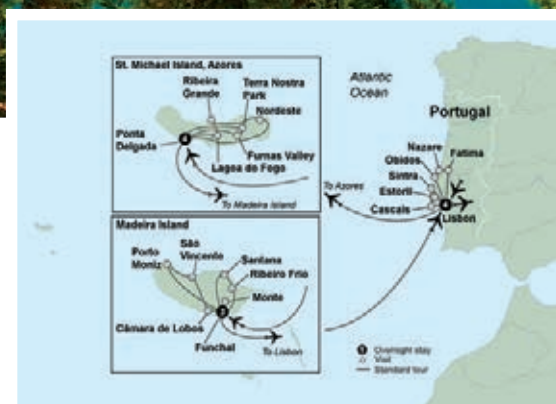 St. Michael Island, Azores
Ribeira
Grande
Terra Nostra
Park
Nordeste
Ponta
Delgada
Furnas Valley
Lagoa do Fogo
To Madeira Island
Madeira Island
São
Vincente
Porto
Moniz
Santana
Ribeiro Frio
Monte
Câmara de Lobos
Funchal
To Lisbon
Atlantic
Ocean
Portugal
Nazare
Fatima
Obidos
Sintra
Estoril
Cascais
Lisbon
To Azores
Overnight stay
Visit
Standard tour